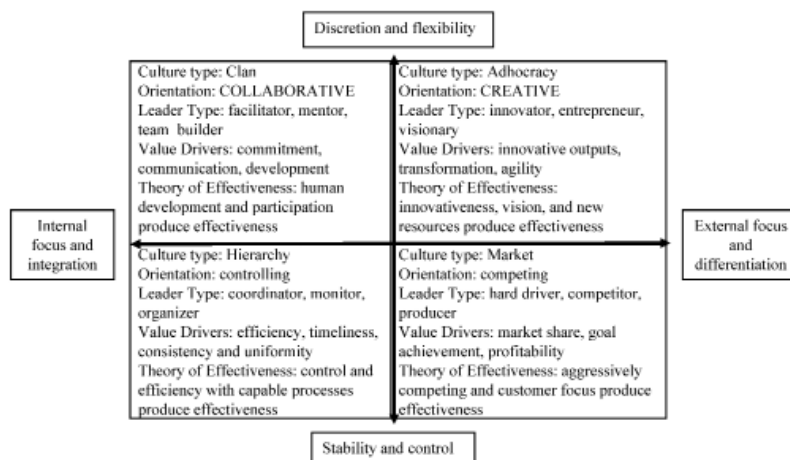 Discretion and flexibility
Culture type: Clan
Orientation: COLLABORATIVE
Leader Type: facilitator, mentor,
team builder
Value Drivers: commitment,
communication, development
Theory of Effectiveness: human
development and participation
produce effectiveness
Culture type: Adhocracy
Orientation: CREATIVE
Leader Type: innovator, entrepreneur,
visionary
Value Drivers: innovative outputs,
transformation, agility
Theory of Effectiveness:
innovativeness, vision, and new
resources produce effectiveness
Internal
focus and
integration
External focus
and
differentiation
Culture type: Hierarchy
Orientation: controlling
Leader Type: coordinator, monitor,
organizer
Value Drivers: efficiency, timeliness,
consistency and uniformity
Theory of Effectiveness: control and
efficiency with capable processes
produce effectiveness
Culture type: Market
Orientation: competing
Leader Type: hard driver, competitor,
producer
Value Drivers: market share, goal
achievement, profitability
Theory of Effectiveness: aggressively
competing and customer focus produce
effectiveness
Stability and control